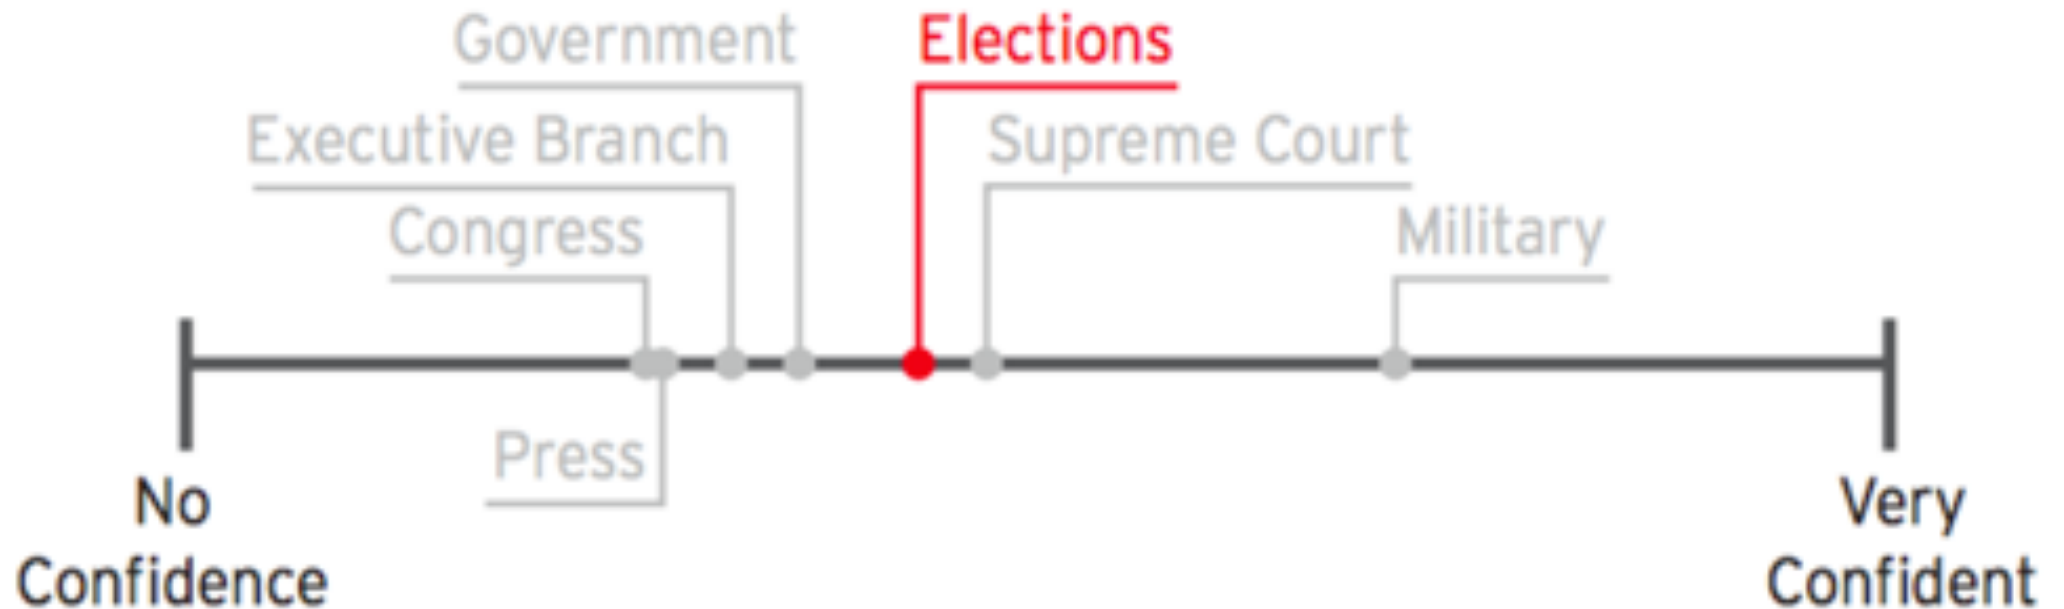 Government
Elections
Executive Branch
Supreme Court
Congress
Military
Press
No
Confidence
Very
Confident